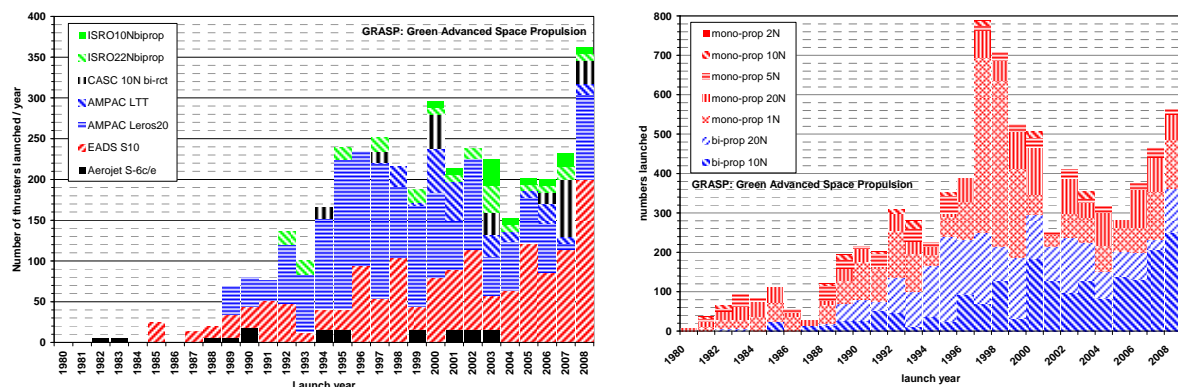 400
350
300
250
200
150
100
50
0
Number of thrusters launched / year
GRASP: Green Advanced Space Propulsion
ISRO10Nbiprop
ISRO22Nbiprop
CASC 10N bi-rct
AMPAC LTT
AMPAC Leros20
EADS S10
Aerojet S-6c/e
1980 1981 1982 1983 1984 1985 1986 1987 1988 1989 1990 1991 1992 1993 1994 1995 1996 1997 1998 1999 2000 2001 2002 2003 2004 2005 2006 2007 2008
Launch year
800
700
600
500
400
300
200
100
0
numbers launched
mono-prop 2N
mono-prop 10N
mono-prop 5N
mono-prop 20N
mono-prop 1N
bi-prop 20N
bi-prop 10N
GRASP: Green Advanced Space Propulsion
1980 1982 1984 1986 1988 1990 1992 1994 1996 1998 2000 2002 2004 2006 2008
launch year